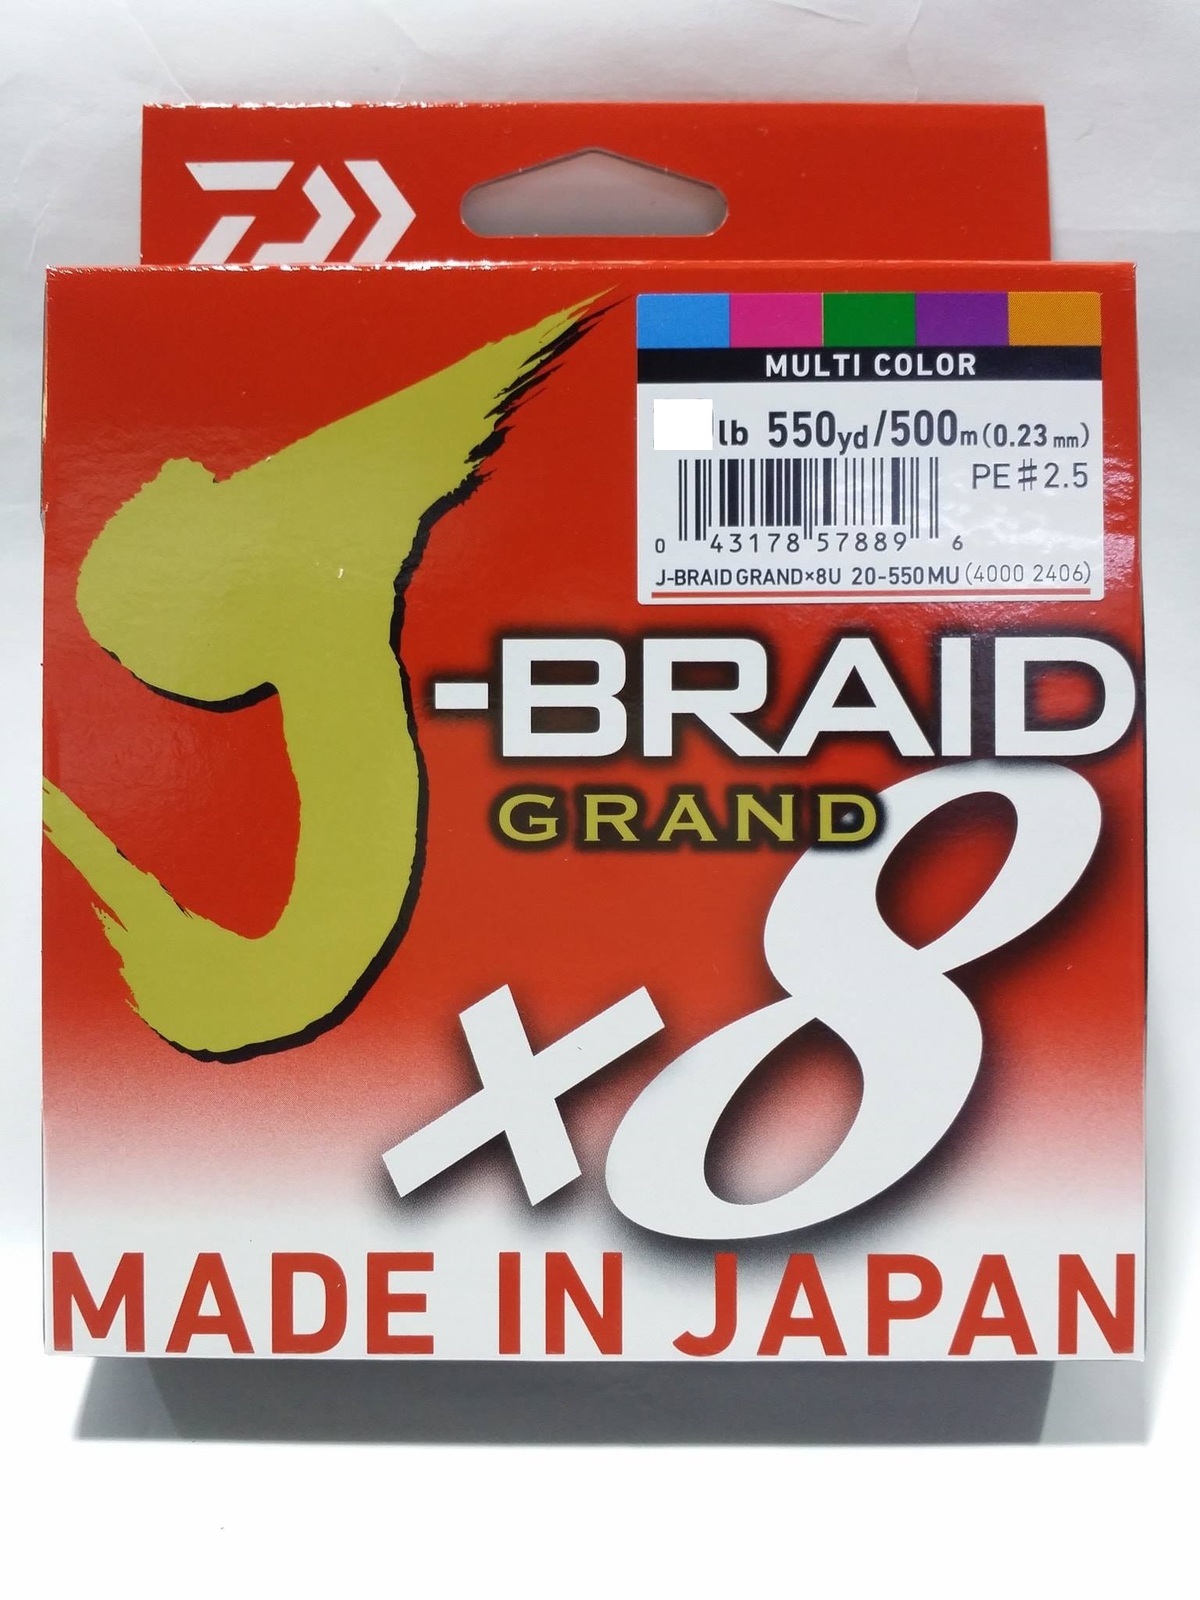 MULTI COLOR
lb 550yd/500m(0.23mm)
PE#2.5
0 43178 57889 6
J-BRAID GRAND×8U 20-550MU (4000 2406)
J-BRAID
GRAND
×8
MADE IN JAPAN